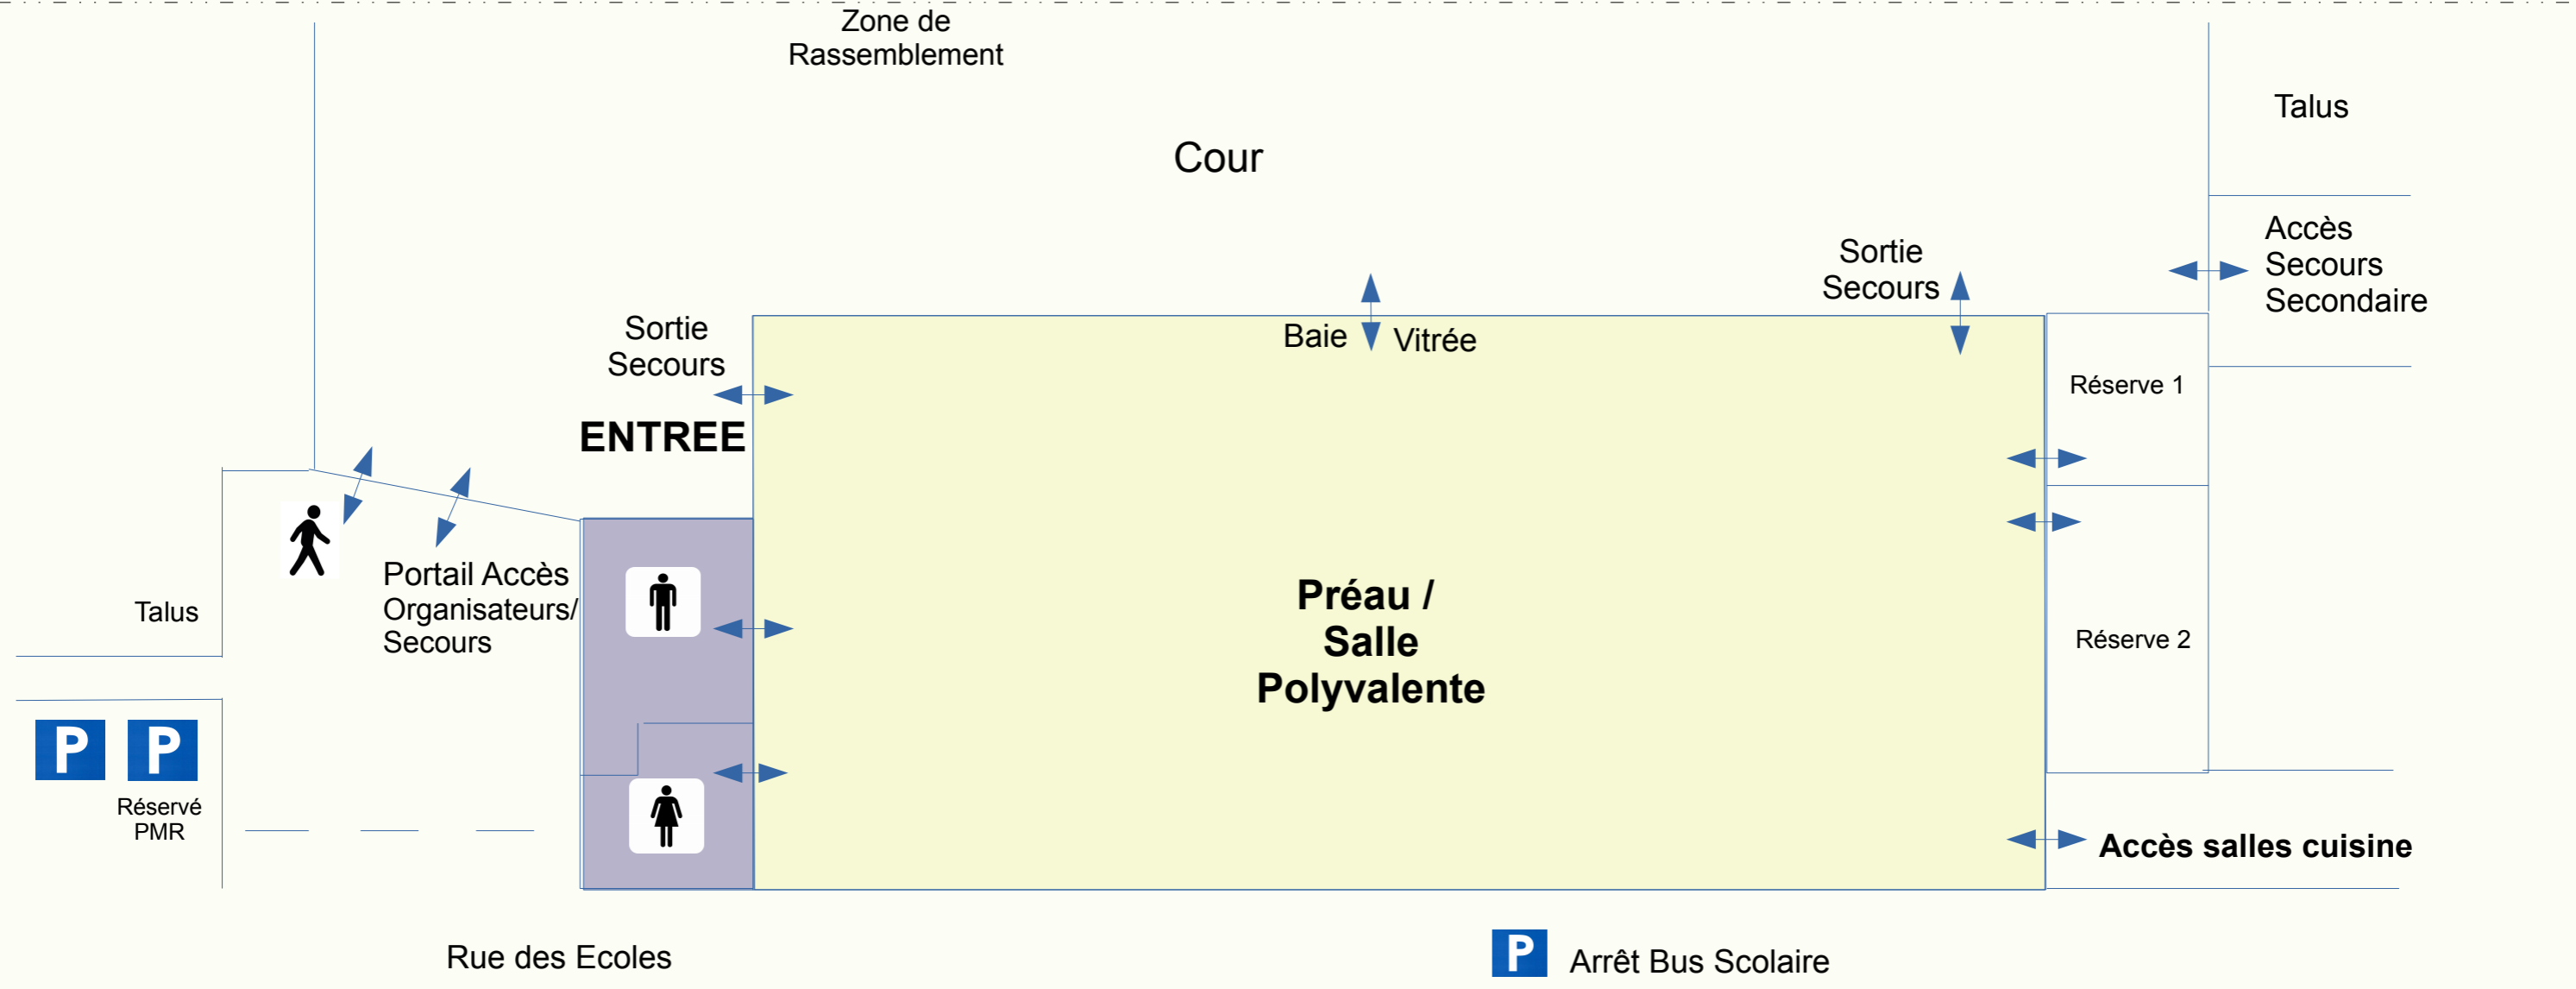 Zone de
Rassemblement
Talus
Cour
Accès
Secours
Secondaire
Sortie
Secours
Sortie
Secours
Baie
Vitrée
Réserve 1
ENTREE
Portail Accès
Organisateurs/
Secours
Talus
Préau /
Salle
Polyvalente
Réserve 2
P
P
Réservé
PMR
Accès salles cuisine
Rue des Ecoles
P
Arrêt Bus Scolaire